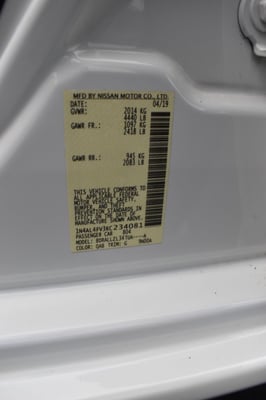 MFD BY NISSAN MOTOR CO., LTD.
DATE: 04/19
GVWR: 2014 KG
4440 LB
GAWR FR: 1097 KG
2418 LB
GAWR RR: 945 KG
2083 LB
THIS VEHICLE CONFORMS TO
ALL APPLICABLE FEDERAL
MOTOR VEHICLE SAFETY, BUMPER,
AND THEFT PREVENTION STANDARDS
IN EFFECT ON THE DATE OF
MANUFACTURE SHOWN ABOVE.
1N4AL4FV3KC234081
PASSENGER CAR
MODEL:
COLOR: QAB TRIM: G